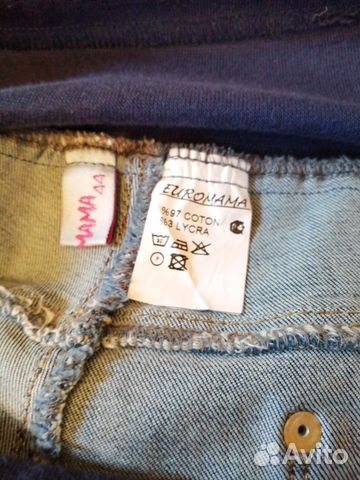 MAMA 44
EUROMAMA
%97 COTON/
%3 LYCRA
Avito